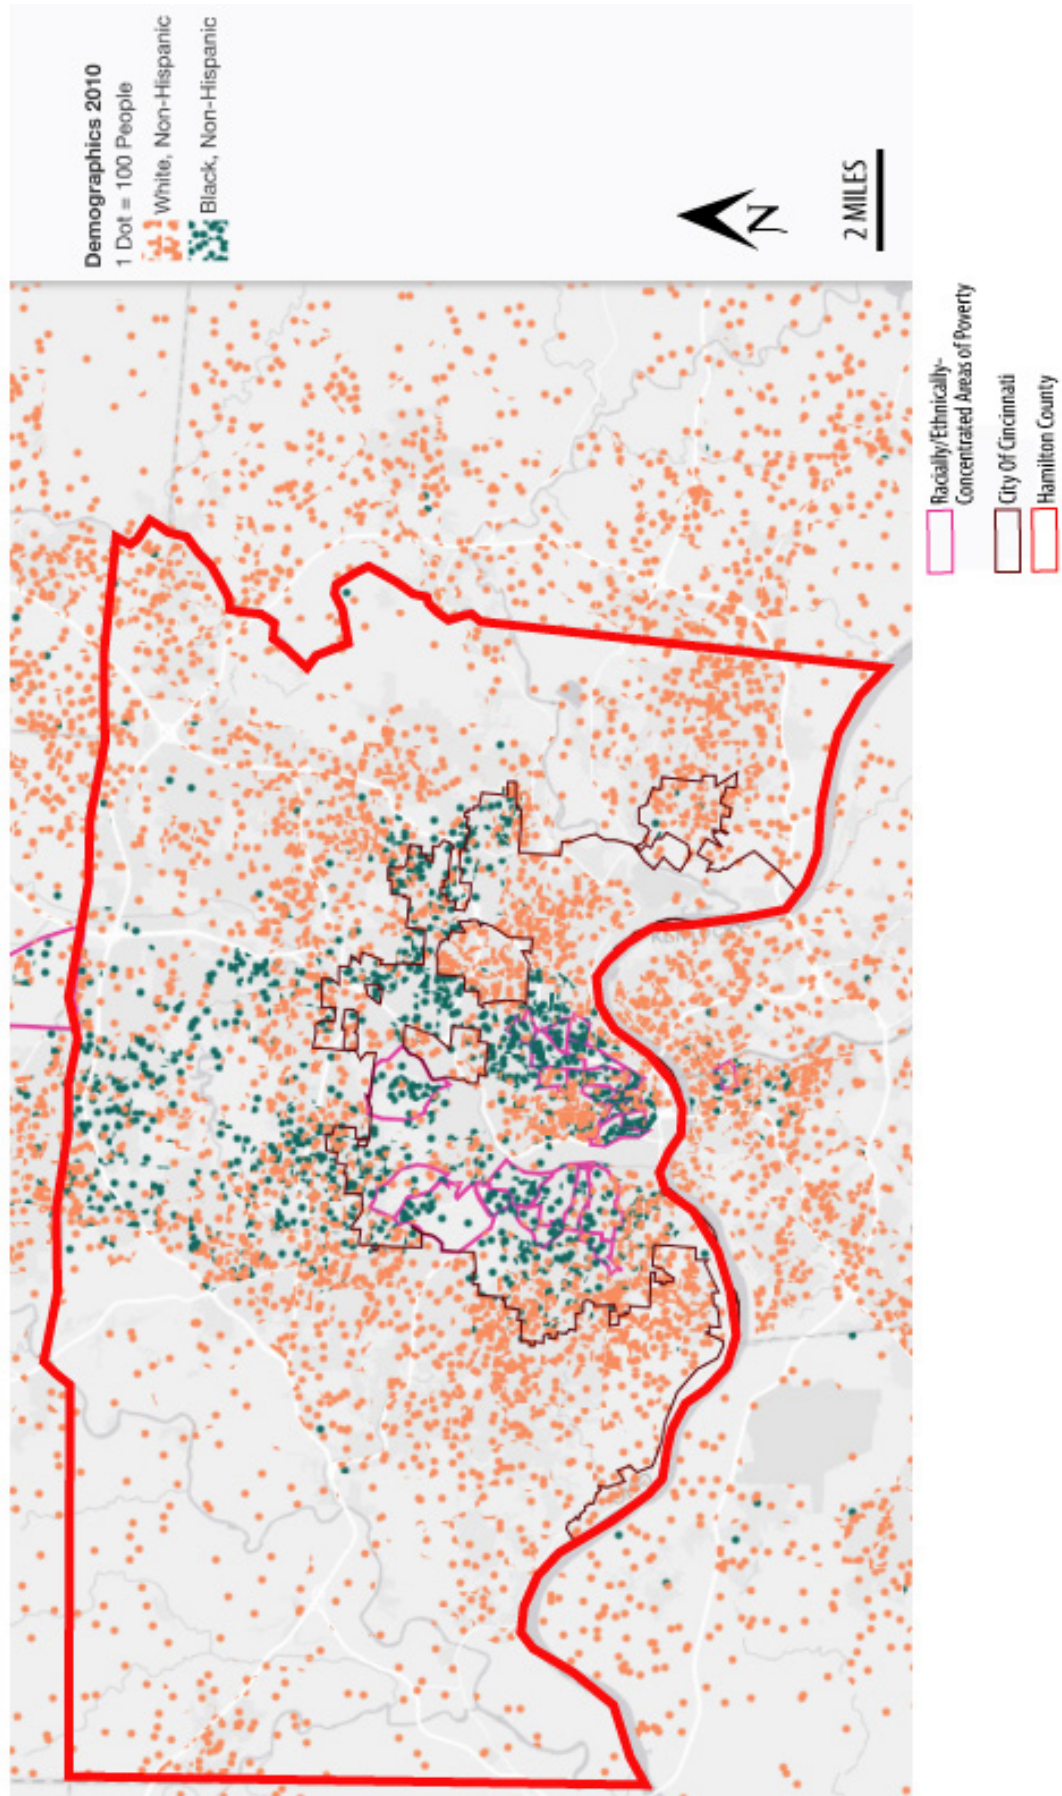 Demographics 2010
1 Dot = 100 People
White, Non-Hispanic
Black, Non-Hispanic
N
2 MILES
Racially/Ethnically-
Concentrated Areas of Poverty
City Of Cincinnati
Hamilton County